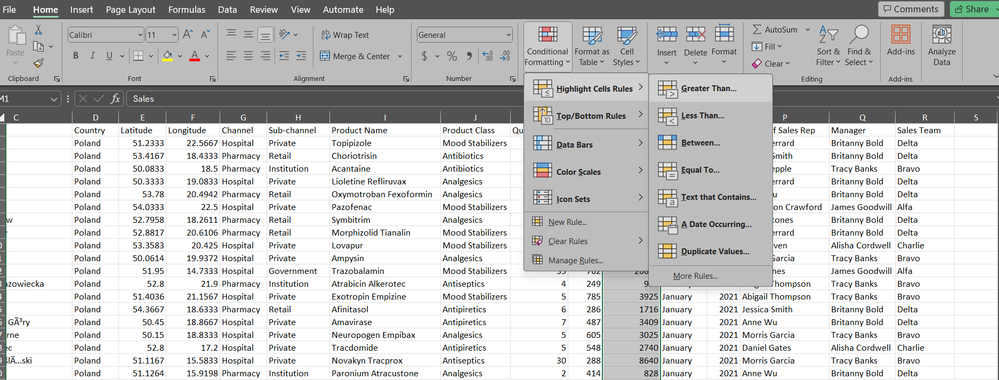 File Home Insert Page Layout Formulas Data Review View Automate Help Comments Share
Paste Calibri 11 Wrap Text General Conditional Formatting Format as Table Cell Styles Insert Delete Format AutoSum Fill Clear Sort & Filter Find & Select Add-ins Analyze Data
B I U A Merge & Center $ %
Clipboard Font Alignment Number Editing Add-ins
M1 fx Sales
Highlight Cells Rules
Top/Bottom Rules
Data Bars
Color Scales
Icon Sets
New Rule...
Clear Rules
Manage Rules...
Greater Than...
Less Than...
Between...
Equal To...
Text that Contains...
A Date Occurring...
Duplicate Values...
More Rules...
C D E F G H I J P Q R S
Country Latitude Longitude Channel Sub-channel Product Name Product Class Qu f Sales Rep Manager Sales Team
Poland 51.2333 22.5667 Hospital Private Topipizole Mood Stabilizers errard Britanny Bold Delta
Poland 53.4167 18.4333 Pharmacy Retail Choriotrisin Antibiotics Smith Britanny Bold Delta
Poland 50.0833 18.5 Pharmacy Institution Acantaine Antibiotics epple Tracy Banks Bravo
Poland 50.3333 19.0833 Hospital Private Lioletine Refliruvax Analgesics errard Britanny Bold Delta
Poland 53.78 20.4942 Pharmacy Retail Oxymotroban Fexoformin Analgesics u Britanny Bold Delta
Poland 54.0333 22.5 Hospital Private Pazofenac Mood Stabilizers on Crawford James Goodwill Alfa
w Poland 52.7958 18.2611 Pharmacy Retail Symbitrim Analgesics tones Britanny Bold Delta
Poland 52.8817 20.6106 Pharmacy Retail Morphizolid Tianalin Mood Stabilizers errard Britanny Bold Delta
Poland 53.3583 20.425 Hospital Private Lovapur Mood Stabilizers ven Alisha Cordwell Charlie
Poland 50.0614 19.9372 Hospital Private Ampysin Analgesics Garcia Tracy Banks Bravo
Poland 51.95 14.7333 Hospital Government Trazobalamin Mood Stabilizers nes James Goodwill Alfa
azowiecka Poland 52.8 21.9 Pharmacy Institution Atrabicin Alkerotec Antiseptics 4 249 9 Thompson Tracy Banks Bravo
Poland 51.4036 21.1567 Hospital Private Exotropin Empizine Mood Stabilizers 5 785 3925 January 2021 Abigail Thompson Tracy Banks Bravo
Poland 54.3667 18.6333 Pharmacy Retail Afinitasol Antipiretics 6 286 1716 January 2021 Jessica Smith Britanny Bold Delta
GÃ³ry Poland 50.45 18.8667 Hospital Private Amavirase Antipiretics 7 487 3409 January 2021 Anne Wu Britanny Bold Delta
rne Poland 50.15 18.8333 Hospital Private Neuropogen Empibax Analgesics 5 605 3025 January 2021 Morris Garcia Tracy Banks Bravo
ec Poland 52.8 17.2 Hospital Private Tracdomide Antipiretics 5 548 2740 January 2021 Daniel Gates Alisha Cordwell Charlie
lÄ...ski Poland 51.1167 15.5833 Hospital Private Novakyn Tracprox Antiseptics 30 288 8640 January 2021 Morris Garcia Tracy Banks Bravo
Poland 51.1264 15.9198 Pharmacy Institution Paronium Atracustone Analgesics 2 414 828 January 2021 Anne Wu Britanny Bold Delta